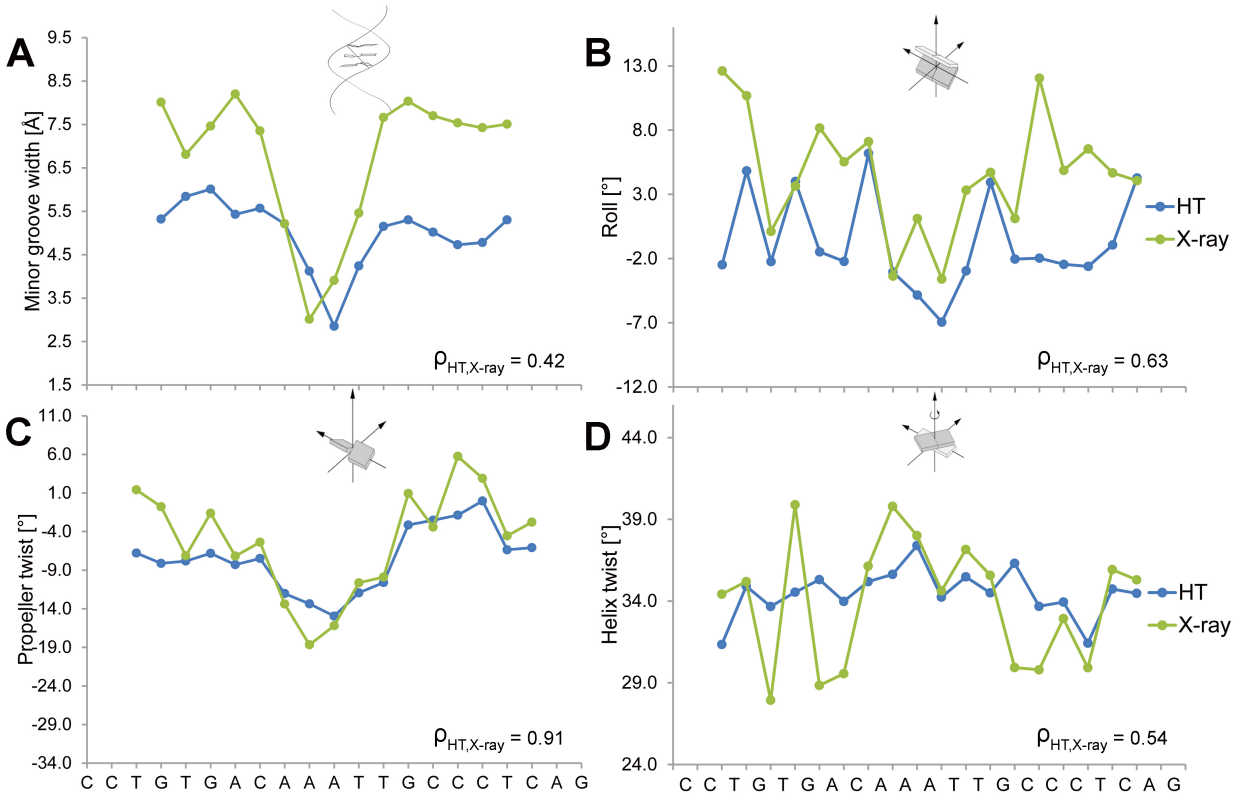 A
Minor groove width [Å]
9.5
8.5
7.5
6.5
5.5
4.5
3.5
2.5
1.5
ρHT,X-ray = 0.42
B
Roll [°]
13.0
8.0
3.0
-2.0
-7.0
-12.0
ρHT,X-ray = 0.63
HT
X-ray
C
Propeller twist [°]
11.0
6.0
1.0
-4.0
-9.0
-14.0
-19.0
-24.0
-29.0
-34.0
ρHT,X-ray = 0.91
C C T G T G A C A A A T T G C C C T C A G
D
Helix twist [°]
44.0
39.0
34.0
29.0
24.0
ρHT,X-ray = 0.54
HT
X-ray
C C T G T G A C A A A T T G C C C T C A G